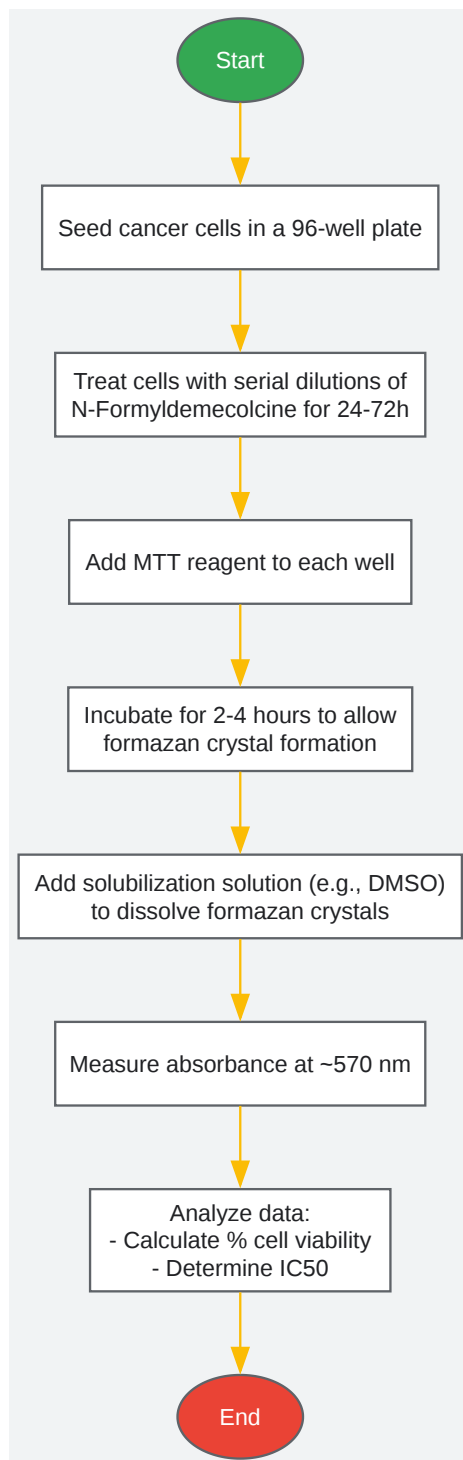 Start
Seed cancer cells in a 96-well plate
Treat cells with serial dilutions of
N-Formyldemecolcine for 24-72h
Add MTT reagent to each well
Incubate for 2-4 hours to allow
formazan crystal formation
Add solubilization solution (e.g., DMSO)
to dissolve formazan crystals
Measure absorbance at ~570 nm
Analyze data:
- Calculate % cell viability
- Determine IC50
End